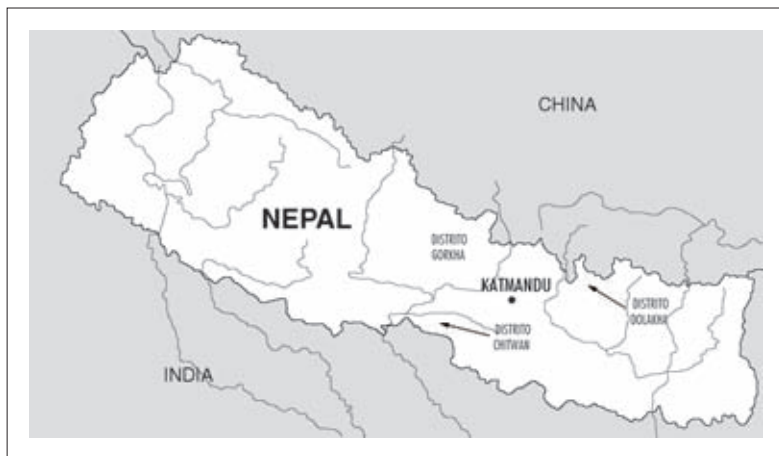 CHINA
NEPAL
DISTRITO
GORKHA
KATMANDU
DISTRITO
DOLAKHA
DISTRITO
CHITWAN
INDIA